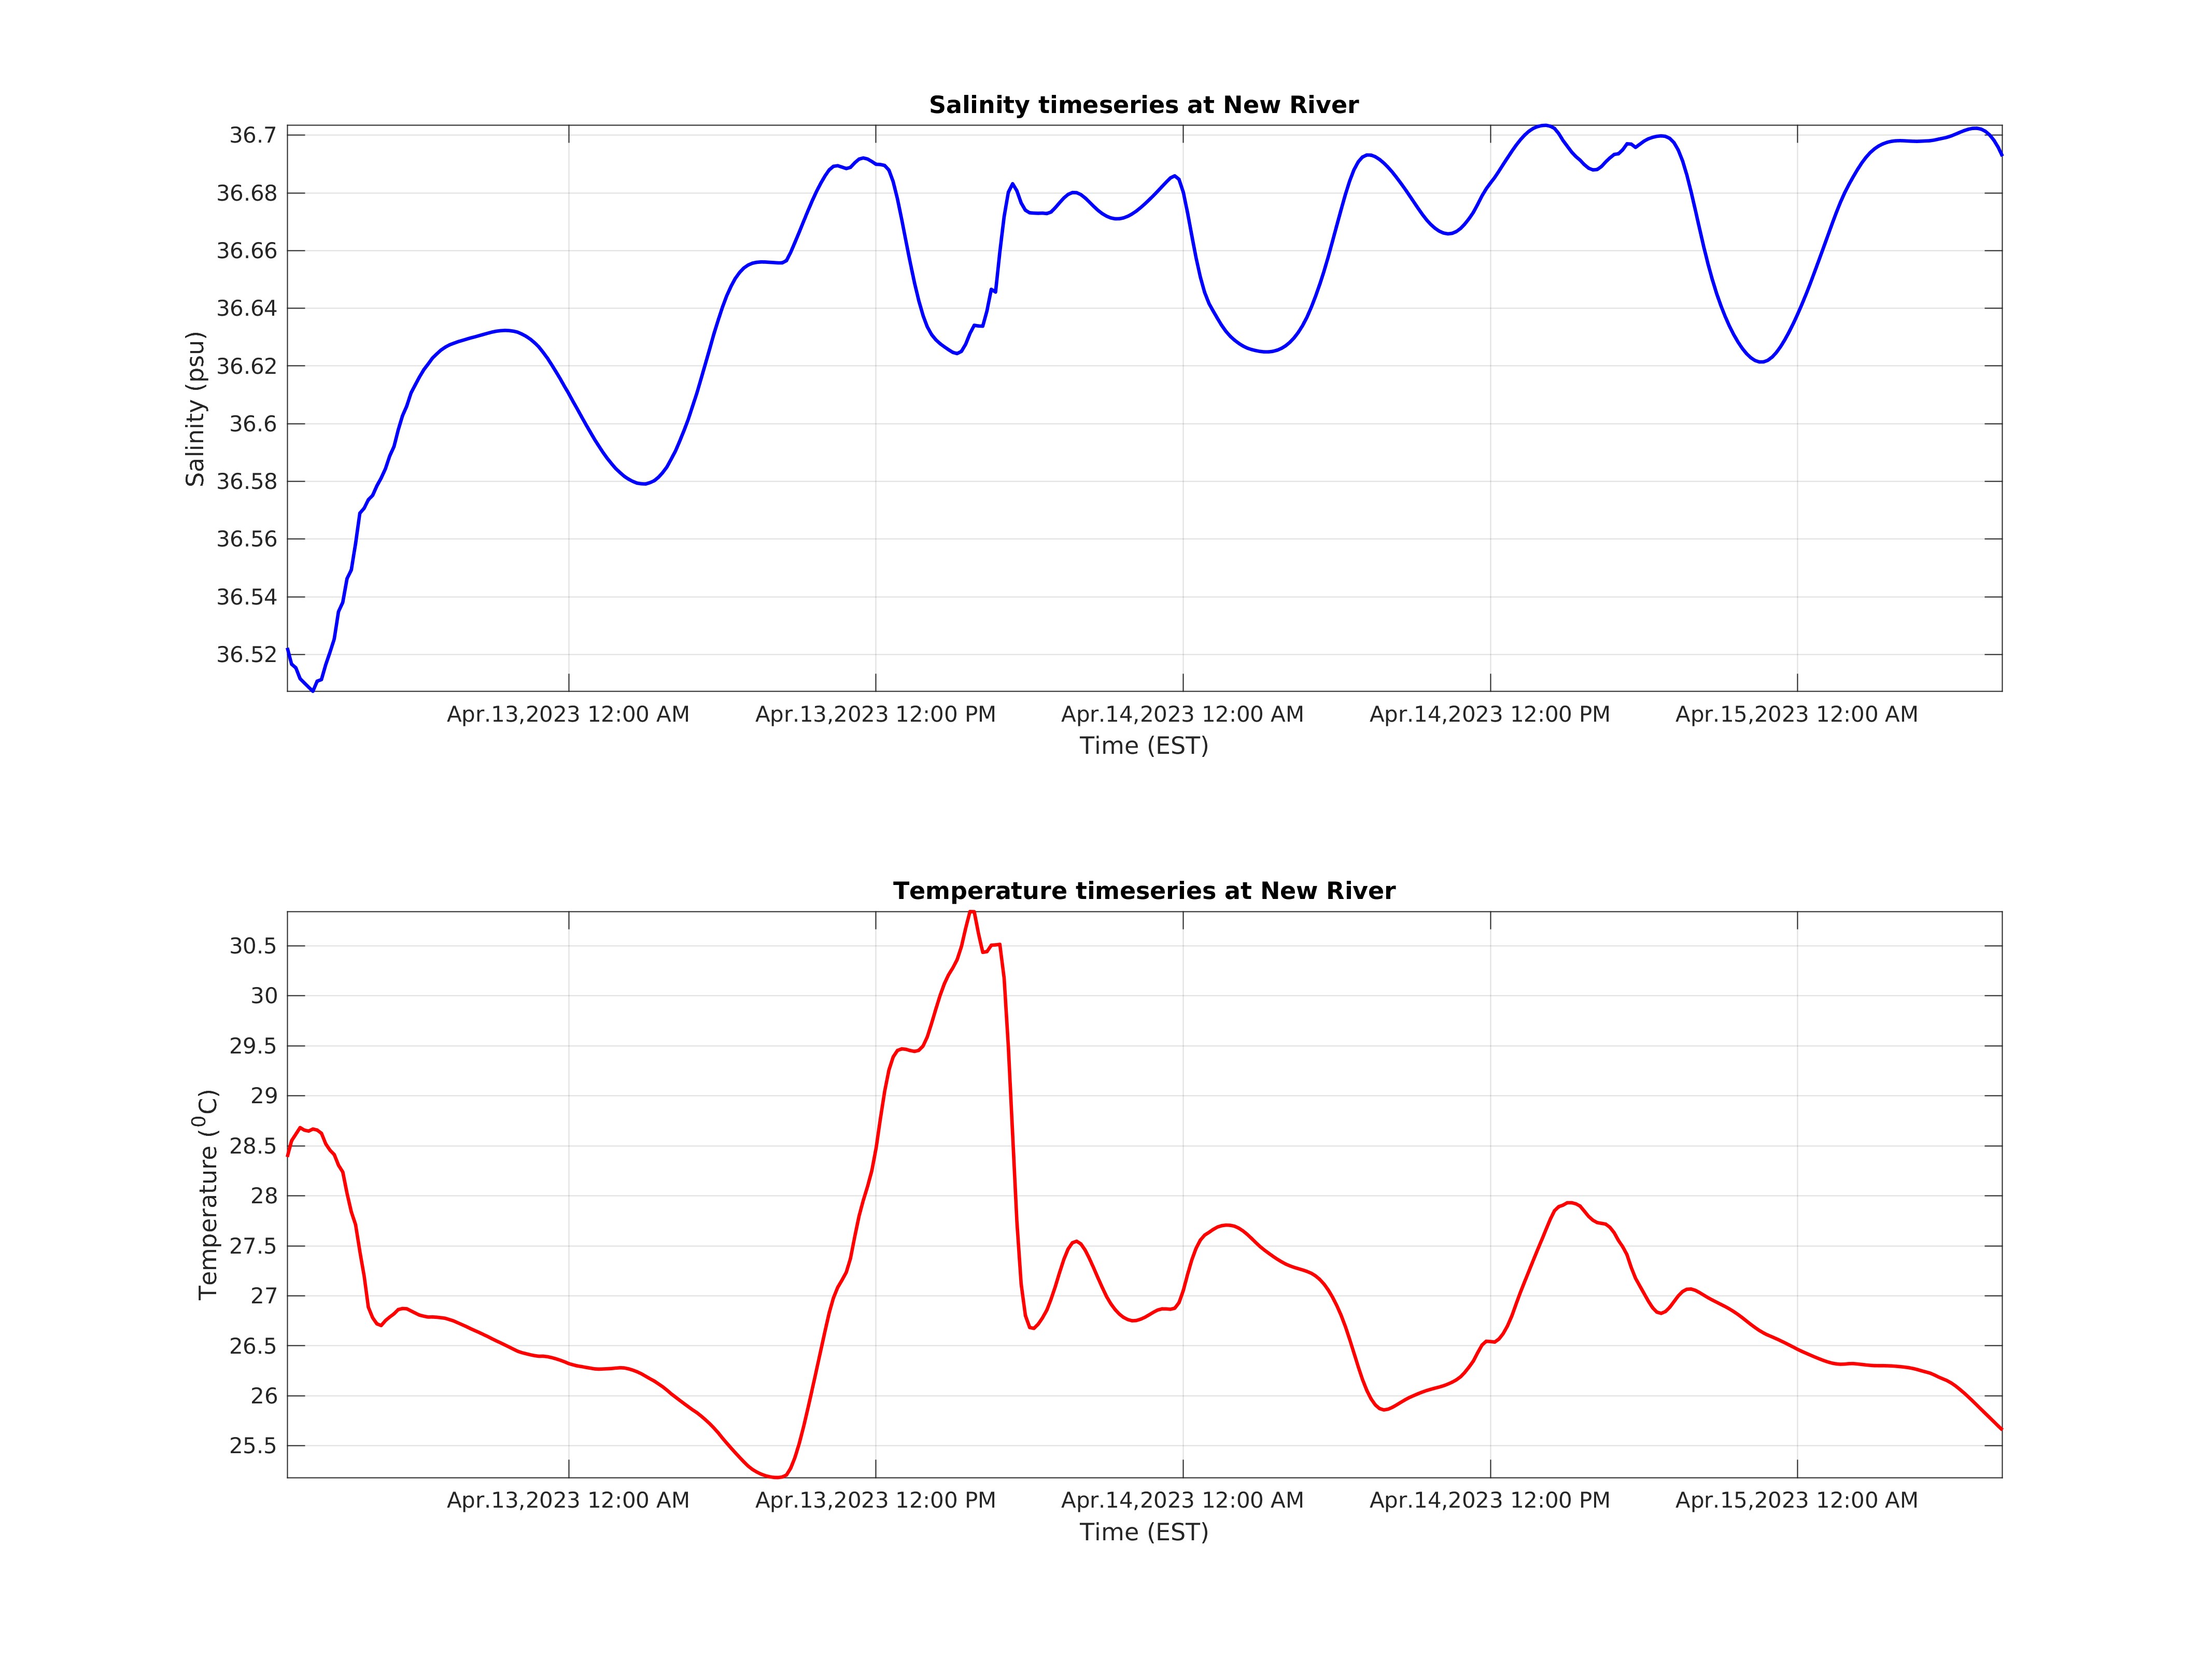 Salinity timeseries at New River
36.7
36.68
36.66
36.64
36.62
36.6
36.58
36.56
36.54
36.52
Salinity (psu)
Apr.13,2023 12:00 AM Apr.13,2023 12:00 PM Apr.14,2023 12:00 AM Apr.14,2023 12:00 PM Apr.15,2023 12:00 AM
Time (EST)
Temperature timeseries at New River
30.5
30
29.5
29
28.5
28
27.5
27
26.5
26
25.5
Temperature (⁰C)
Apr.13,2023 12:00 AM Apr.13,2023 12:00 PM Apr.14,2023 12:00 AM Apr.14,2023 12:00 PM Apr.15,2023 12:00 AM
Time (EST)